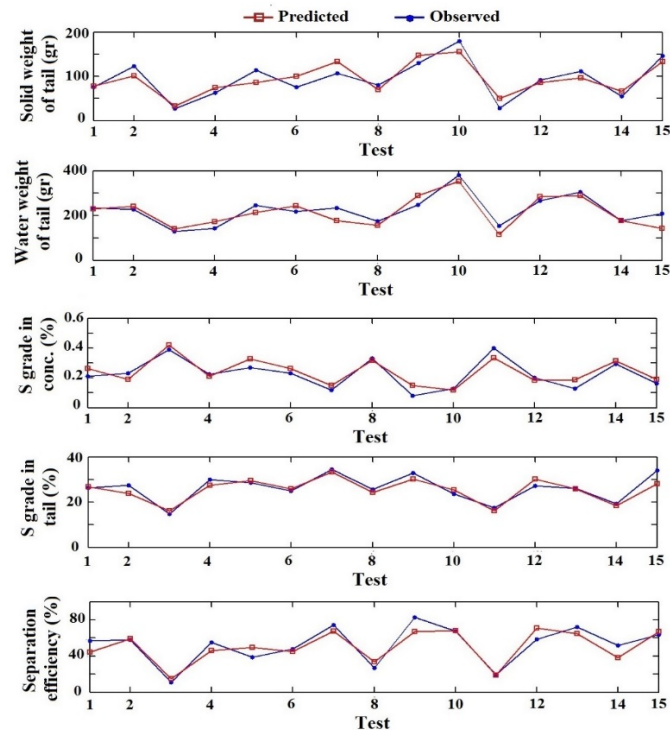 Predicted Observed
Solid weight
of tail (gr)
200
100
0
1 2 4 6 8 10 12 14 15
Test
Water weight
of tail (gr)
400
200
0
1 2 4 6 8 10 12 14 15
Test
S grade in
conc. (%)
0.6
0.4
0.2
0
1 2 4 6 8 10 12 14 15
Test
S grade in
tail (%)
40
20
0
1 2 4 6 8 10 12 14 15
Test
Separation
efficiency (%)
80
40
0
1 2 4 6 8 10 12 14 15
Test